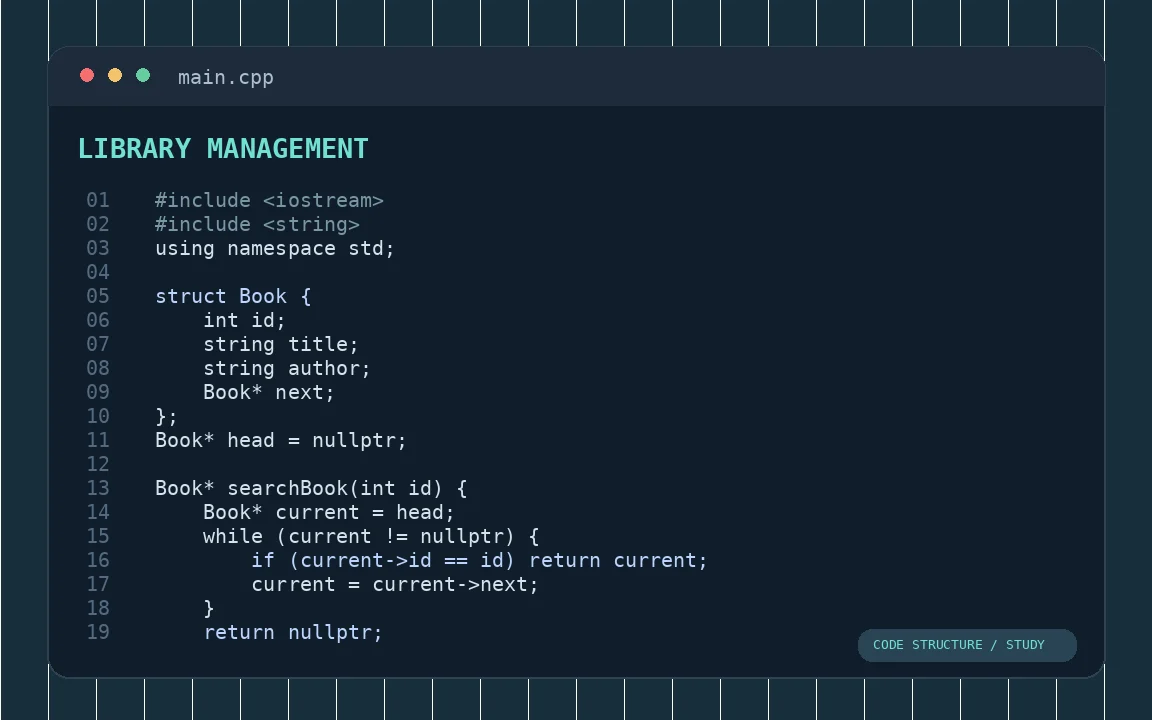 main.cpp
LIBRARY MANAGEMENT
01 #include <iostream>
02 #include <string>
03 using namespace std;
04
05 struct Book {
06     int id;
07     string title;
08     string author;
09     Book* next;
10 };
11 Book* head = nullptr;
12
13 Book* searchBook(int id) {
14     Book* current = head;
15     while (current != nullptr) {
16         if (current->id == id) return current;
17         current = current->next;
18     }
19     return nullptr;
CODE STRUCTURE / STUDY